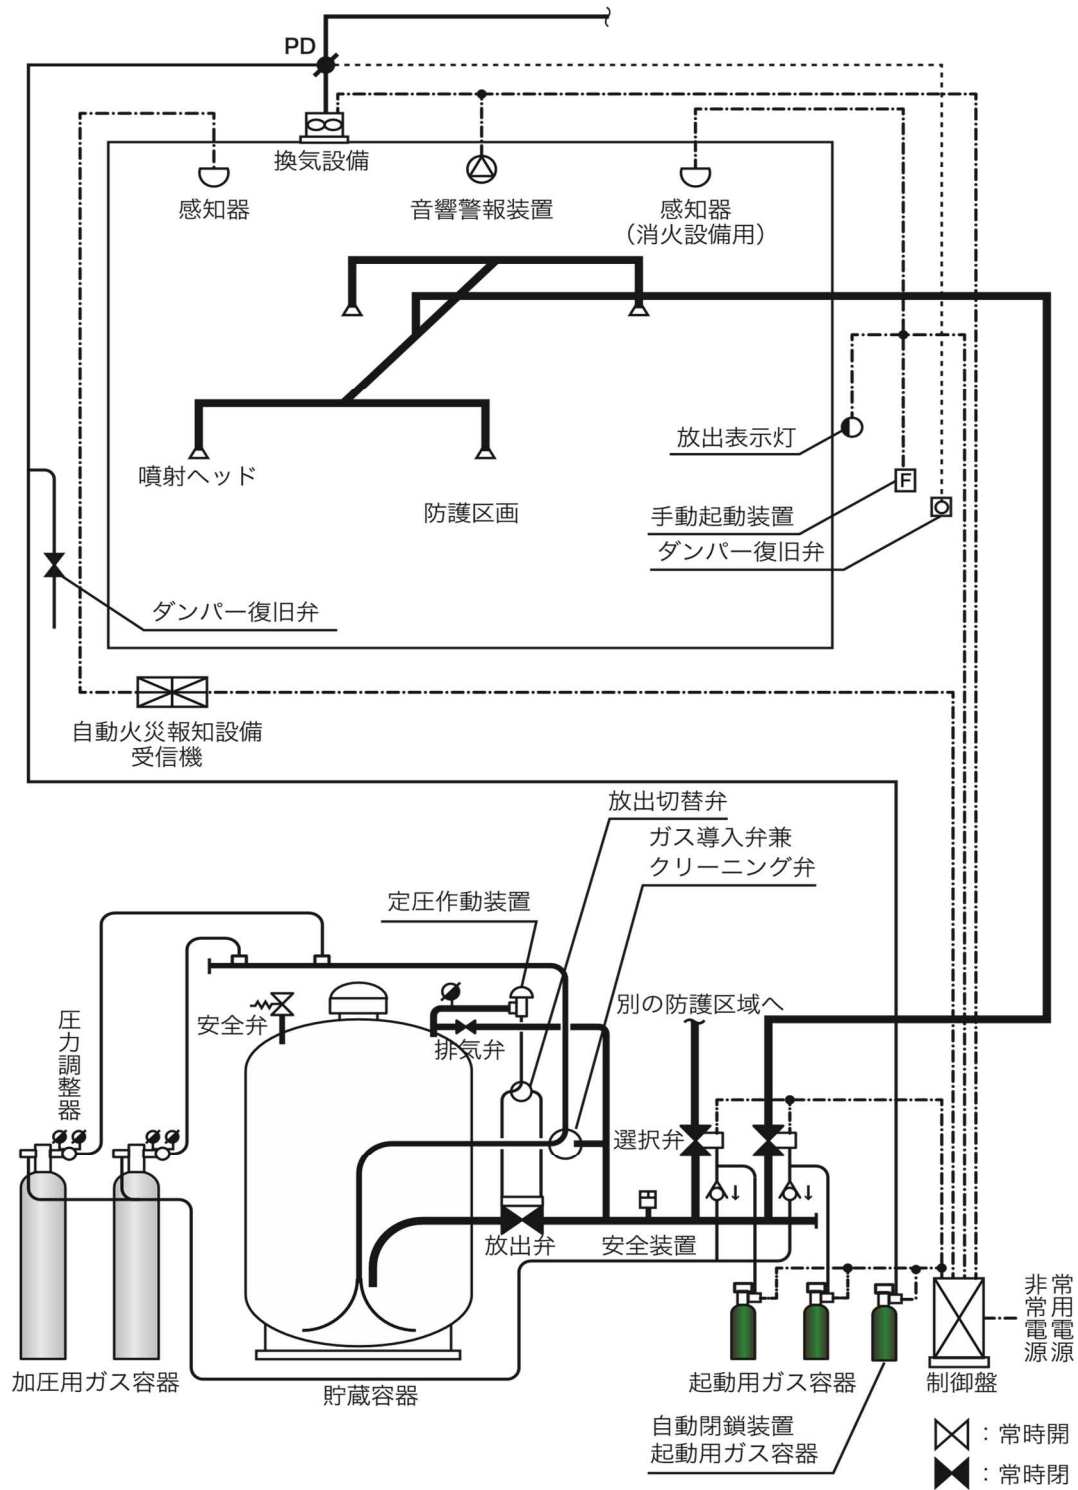 PD
換気設備
感知器
音響警報装置
感知器
（消火設備用）
放出表示灯
噴射ヘッド
F
防護区画
手動起動装置
ダンパー復旧弁
ダンパー復旧弁
自動火災報知設備
受信機
放出切替弁
ガス導入弁兼
クリーニング弁
定圧作動装置
別の防護区域へ
安全弁
圧力調整器
排気弁
選択弁
放出弁
安全装置
常用電源
非常電源
加圧用ガス容器
貯蔵容器
起動用ガス容器
制御盤
自動閉鎖装置
起動用ガス容器
：常時開
：常時閉